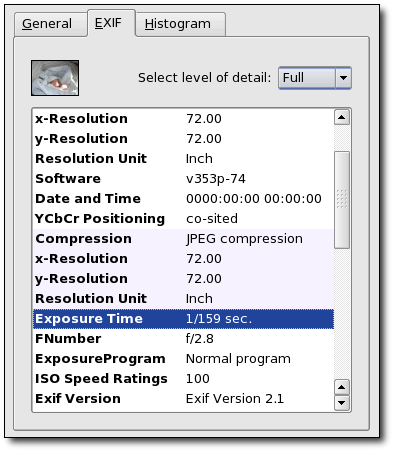 General EXIF Histogram
Select level of detail: Full
x-Resolution 72.00
y-Resolution 72.00
Resolution Unit Inch
Software v353p-74
Date and Time 0000:00:00 00:00:00
YCbCr Positioning co-sited
Compression JPEG compression
x-Resolution 72.00
y-Resolution 72.00
Resolution Unit Inch
Exposure Time 1/159 sec.
FNumber f/2.8
ExposureProgram Normal program
ISO Speed Ratings 100
Exif Version Exif Version 2.1